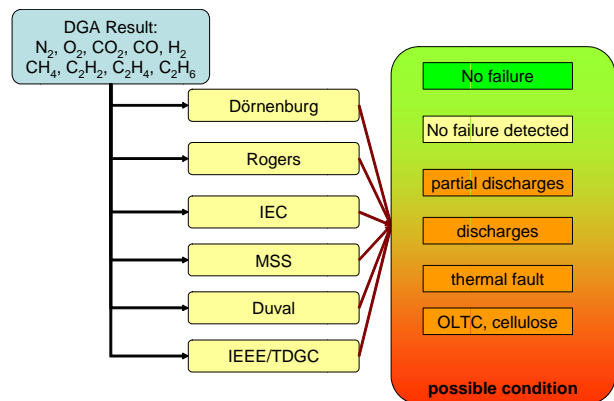 DGA Result:
N₂, O₂, CO₂, CO, H₂
CH₄, C₂H₂, C₂H₄, C₂H₆
Dörnenburg
Rogers
IEC
MSS
Duval
IEEE/TDGC
No failure
No failure detected
partial discharges
discharges
thermal fault
OLTC, cellulose
possible condition